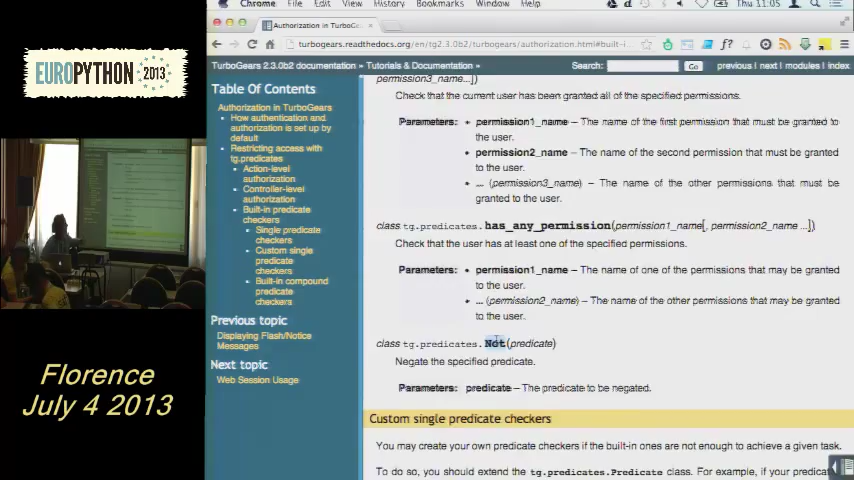 Chrome File Edit View History Bookmarks Window Help
Thu 11:05
Authorization in TurboGe
turbogears.readthedocs.org/en/tg2.3.0b2/turbogears/authorization.html#built-i
TurboGears 2.3.0b2 documentation » Tutorials & Documentation »
Search:
Go
previous | next | modules | index
EUROPYTHON 2013
Florence
July 4 2013
Table Of Contents
Authorization in TurboGears
How authentication and
authorization is set up by
default
Restricting access with
tg.predicates
Action-level
authorization
Controller-level
authorization
Built-in predicate
checkers
Single predicate
checkers
Custom single
predicate
checkers
Built-in compound
predicate
checkers
Previous topic
Displaying Flash/Notice
Messages
Next topic
Web Session Usage
permission3_name...])
Check that the current user has been granted all of the specified permissions.
Parameters: • permission1_name – The name of the first permission that must be granted to
the user.
• permission2_name – The name of the second permission that must be granted to
the user.
• ... (permission3_name) – The name of the other permissions that must be
granted to the user.
class tg.predicates.has_any_permission(permission1_name[, permission2_name ...])
Check that the user has at least one of the specified permissions.
Parameters: • permission1_name – The name of one of the permissions that may be granted
to the user.
• ... (permission2_name) – The name of the other permissions that may be granted
to the user.
class tg.predicates.Not(predicate)
Negate the specified predicate.
Parameters: predicate – The predicate to be negated.
Custom single predicate checkers
You may create your own predicate checkers if the built-in ones are not enough to achieve a given task.
To do so, you should extend the tg.predicates.Predicate class. For example, if your predicat